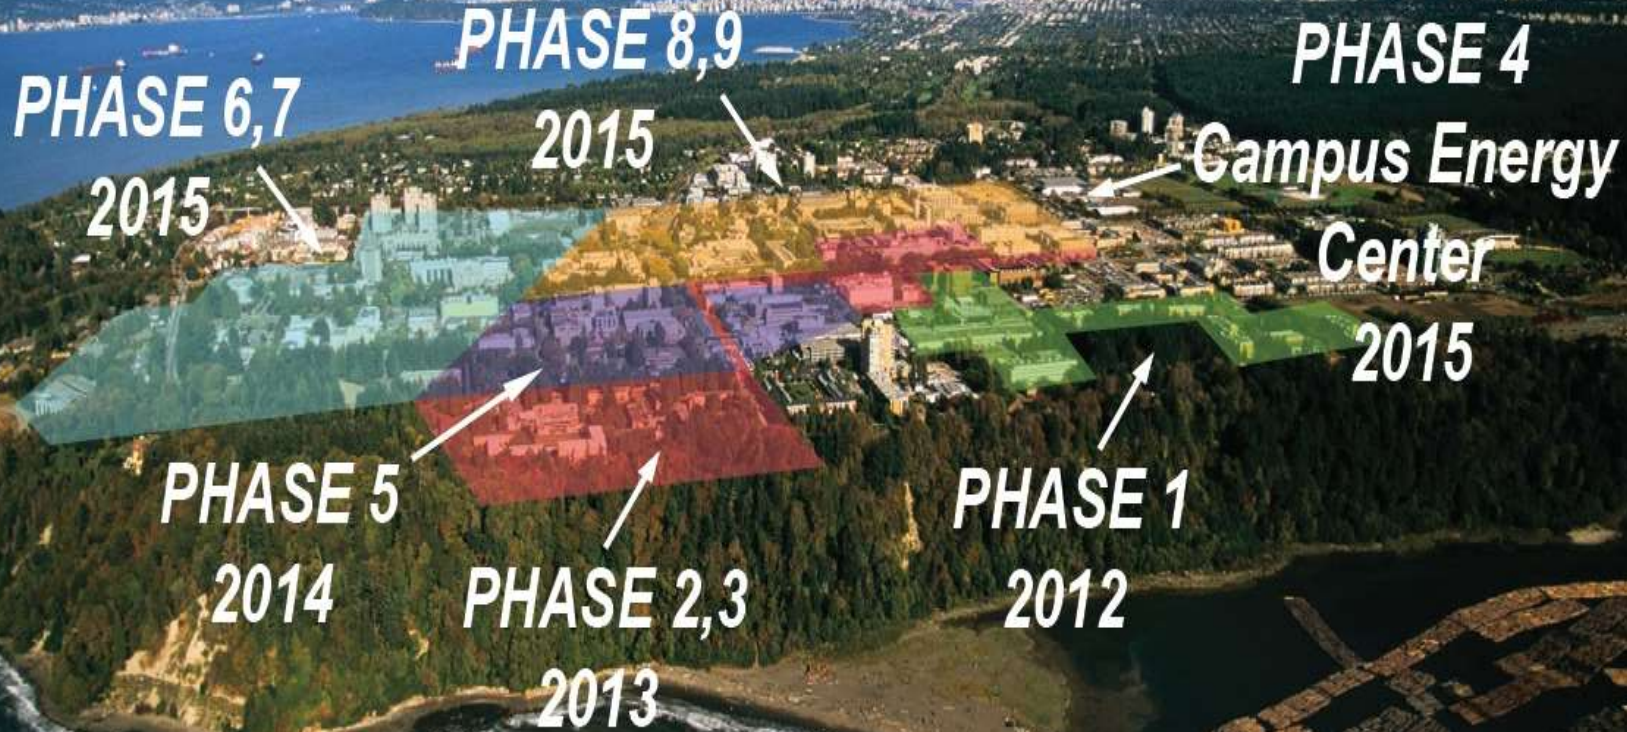 PHASE 8,9
2015
PHASE 4
Campus Energy
Center
2015
PHASE 6,7
2015
PHASE 5
2014
PHASE 2,3
2013
PHASE 1
2012